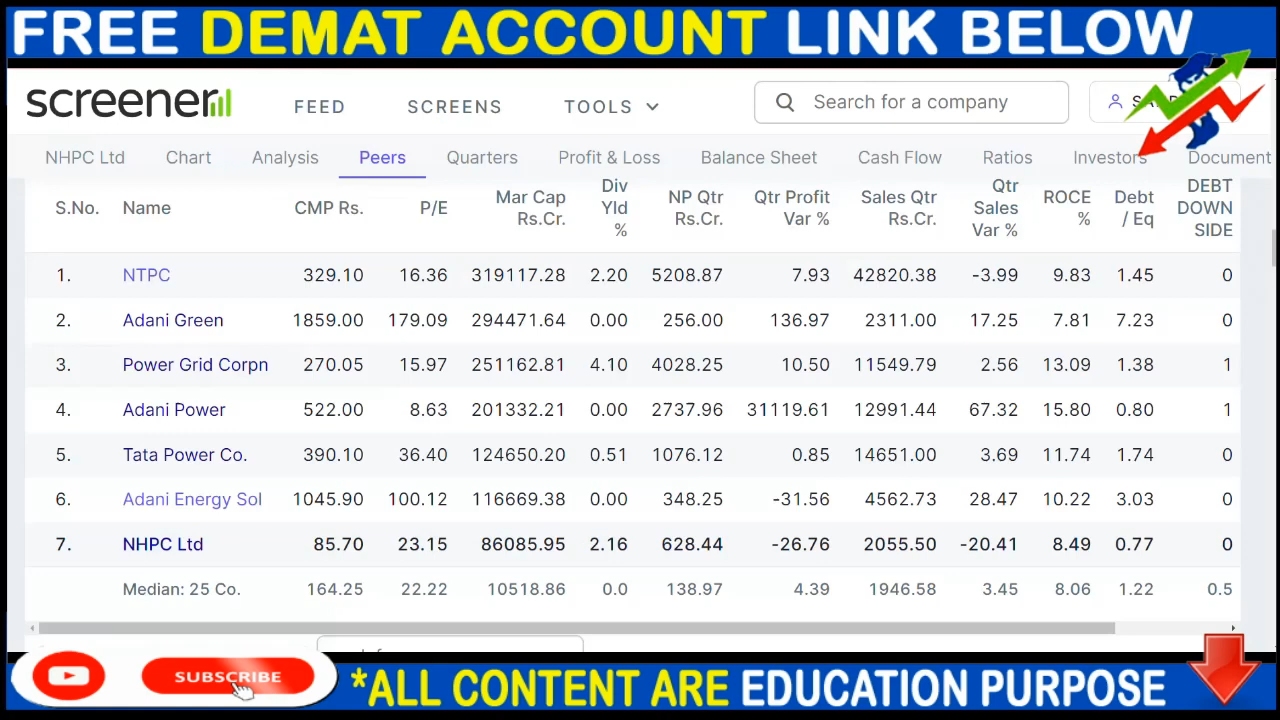 FREE DEMAT ACCOUNT LINK BELOW
screener
FEED SCREENS TOOLS Search for a company
NHPC Ltd Chart Analysis Peers Quarters Profit & Loss Balance Sheet Cash Flow Ratios Investors Document
S.No. Name CMP Rs. P/E Mar Cap Rs.Cr. Div Yld % NP Qtr Rs.Cr. Qtr Profit Var % Sales Qtr Rs.Cr. Qtr Sales Var % ROCE % Debt / Eq DEBT DOWN SIDE
1. NTPC 329.10 16.36 319117.28 2.20 5208.87 7.93 42820.38 -3.99 9.83 1.45 0
2. Adani Green 1859.00 179.09 294471.64 0.00 256.00 136.97 2311.00 17.25 7.81 7.23 0
3. Power Grid Corpn 270.05 15.97 251162.81 4.10 4028.25 10.50 11549.79 2.56 13.09 1.38 1
4. Adani Power 522.00 8.63 201332.21 0.00 2737.96 31119.61 12991.44 67.32 15.80 0.80 1
5. Tata Power Co. 390.10 36.40 124650.20 0.51 1076.12 0.85 14651.00 3.69 11.74 1.74 0
6. Adani Energy Sol 1045.90 100.12 116669.38 0.00 348.25 -31.56 4562.73 28.47 10.22 3.03 0
7. NHPC Ltd 85.70 23.15 86085.95 2.16 628.44 -26.76 2055.50 -20.41 8.49 0.77 0
Median: 25 Co. 164.25 22.22 10518.86 0.0 138.97 4.39 1946.58 3.45 8.06 1.22 0.5
SUBSCRIBE
*ALL CONTENT ARE EDUCATION PURPOSE